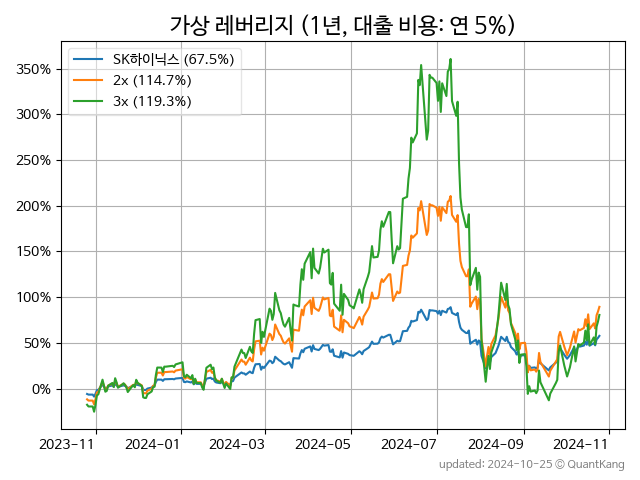 가상 레버리지 (1년, 대출 비용: 연 5%)
SK하이닉스 (67.5%)
2x (114.7%)
3x (119.3%)
350%
300%
250%
200%
150%
100%
50%
0%
2023-11 2024-01 2024-03 2024-05 2024-07 2024-09 2024-11
updated: 2024-10-25 © QuantKang